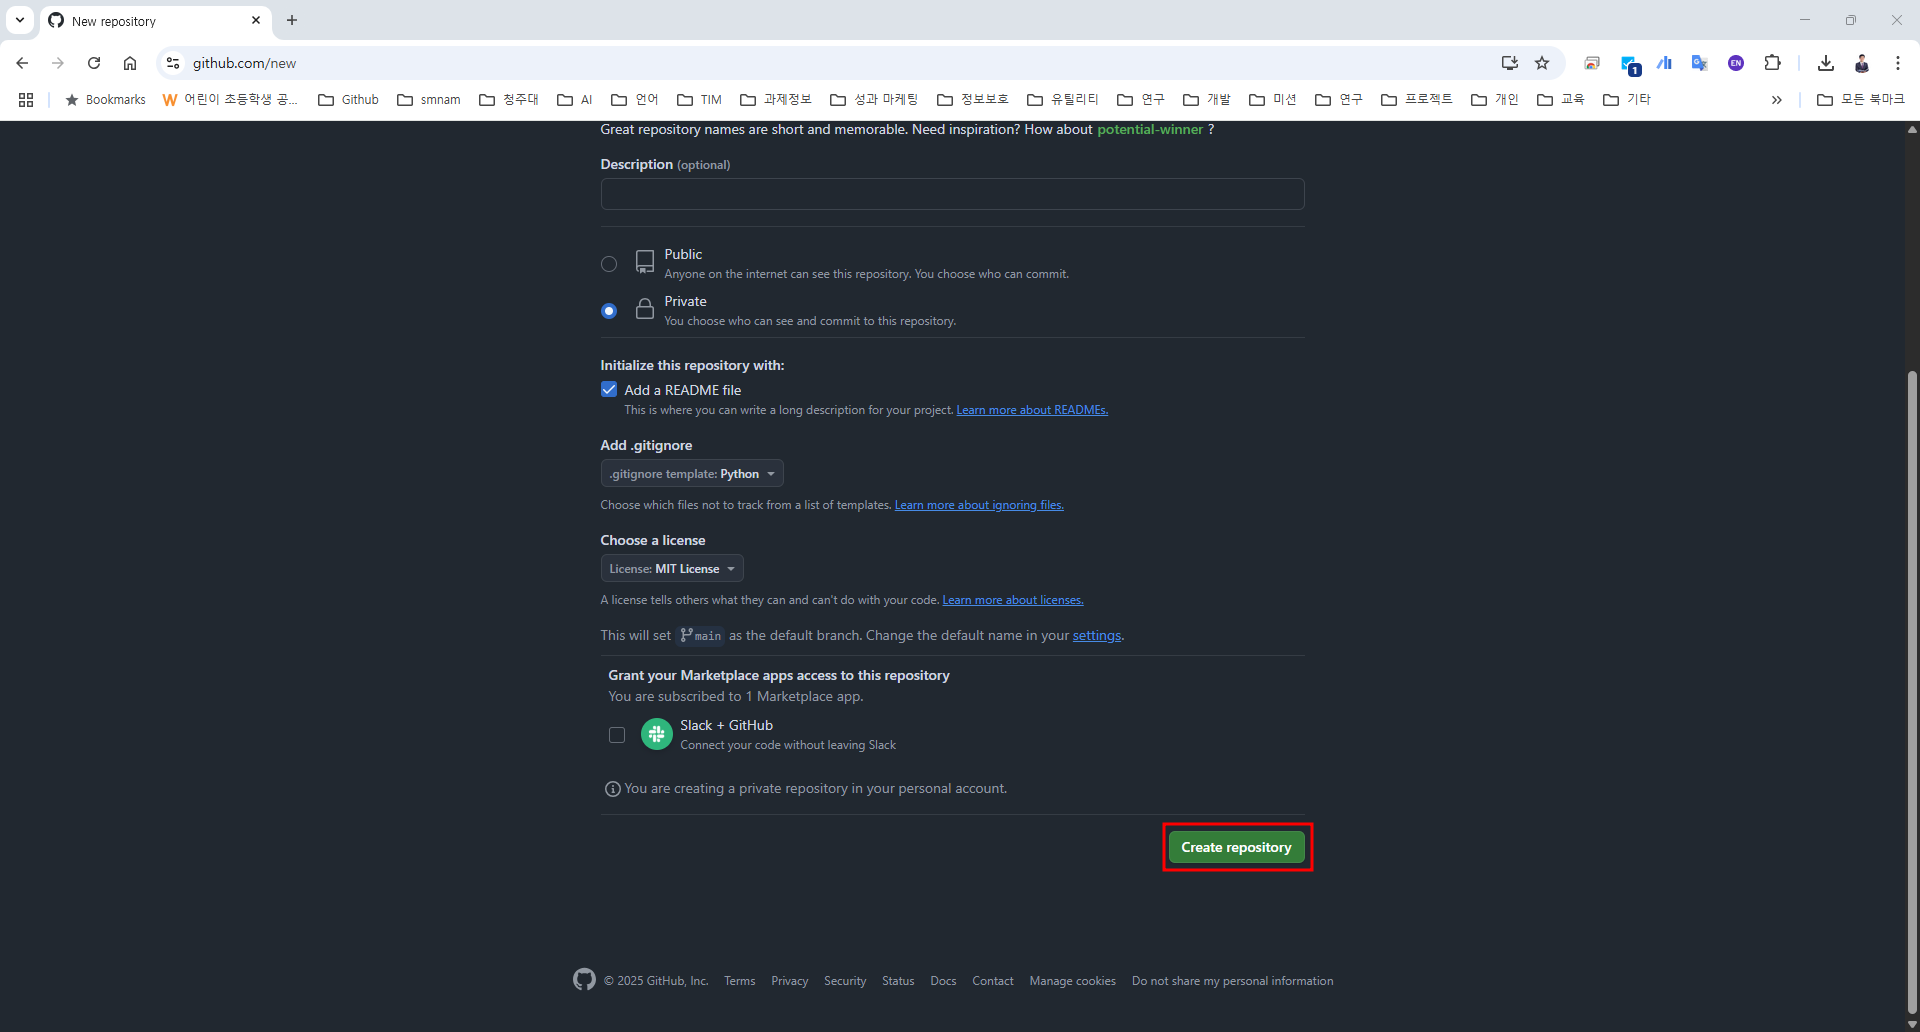 New repository
github.com/new
1
EN
Bookmarks
어린이 초등학생 공...
Github
smnam
청주대
AI
언어
TIM
과제정보
성과 마케팅
정보보호
유틸리티
연구
개발
미션
연구
프로젝트
개인
교육
기타
모든 북마크
Great repository names are short and memorable. Need inspiration? How about potential-winner ?
Description (optional)
Public
Anyone on the internet can see this repository. You choose who can commit.
Private
You choose who can see and commit to this repository.
Initialize this repository with:
Add a README file
This is where you can write a long description for your project. Learn more about READMEs.
Add .gitignore
.gitignore template: Python
Choose which files not to track from a list of templates. Learn more about ignoring files.
Choose a license
License: MIT License
A license tells others what they can and can't do with your code. Learn more about licenses.
This will set main as the default branch. Change the default name in your settings.
Grant your Marketplace apps access to this repository
You are subscribed to 1 Marketplace app.
Slack + GitHub
Connect your code without leaving Slack
You are creating a private repository in your personal account.
Create repository
© 2025 GitHub, Inc. Terms Privacy Security Status Docs Contact Manage cookies Do not share my personal information